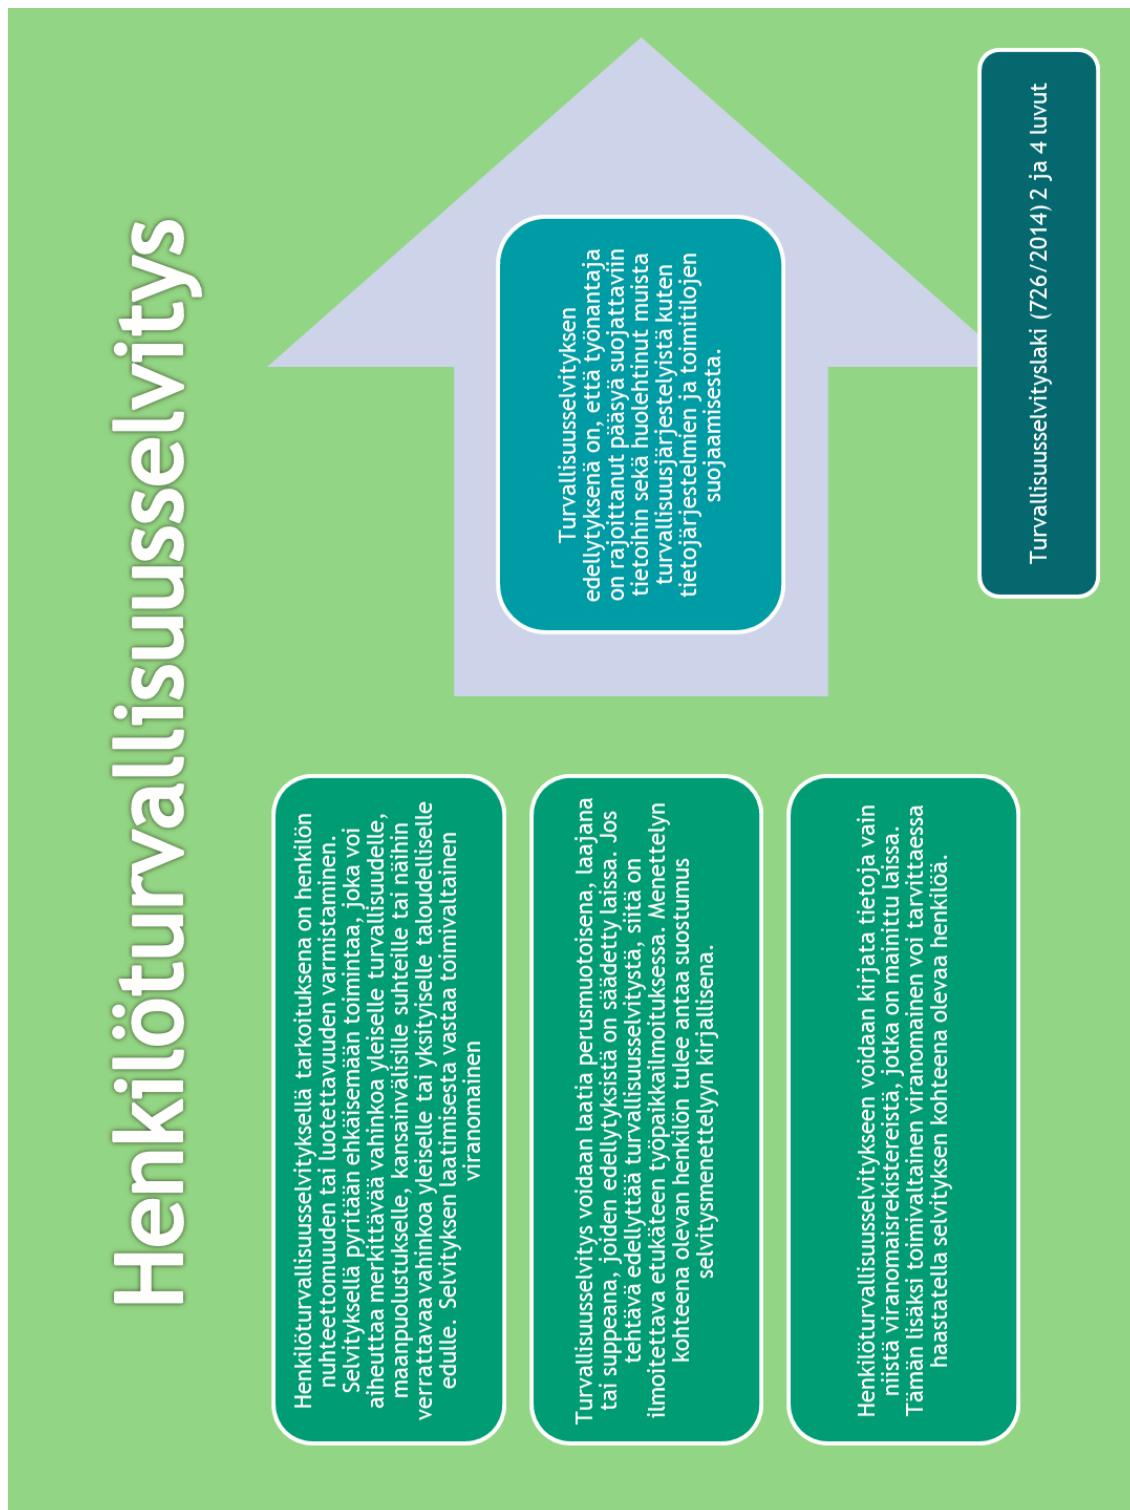 Henkilöturvallisuusselvitys
Henkilöturvallisuusselvityksellä tarkoituksena on henkilön
nuhteettomuuden tai luotettavuuden varmistaminen.
Selvityksellä pyritään ehkäisemään toimintaa, joka voi
aiheuttaa merkittävää vahinkoa yleiselle turvallisuudelle,
maanpuolustukselle, kansainvälisille suhteille tai näihin
verrattavaa vahinkoa yleiselle tai yksityiselle taloudelliselle
edulle. Selvityksen laatimisesta vastaa toimivaltainen
viranomainen
Turvallisuusselvitys voidaan laatia perusmuotoisena, laajana
tai suppeana, joiden edellytyksistä on säädetty laissa. Jos
tehtävä edellyttää turvallisuusselvitystä, siitä on
ilmoitettava etukäteen työpaikkailmoituksessa. Menettelyn
kohteena olevan henkilön tulee antaa suostumus
selvitysmenettelyyn kirjallisena.
Henkilöturvallisuusselvitykseen voidaan kirjata tietoja vain
niistä viranomaisrekistereistä, jotka on mainittu laissa.
Tämän lisäksi toimivaltainen viranomainen voi tarvittaessa
haastatella selvityksen kohteena olevaa henkilöä.
Turvallisuusselvityksen
edellytyksenä on, että työnantaja
on rajoittanut pääsyä suojattaviin
tietoihin sekä huolehtinut muista
turvallisuusjärjestelyistä kuten
tietojärjestelmien ja toimitilojen
suojaamisesta.
Turvallisuusselvityslaki (726/2014) 2 ja 4 luvut